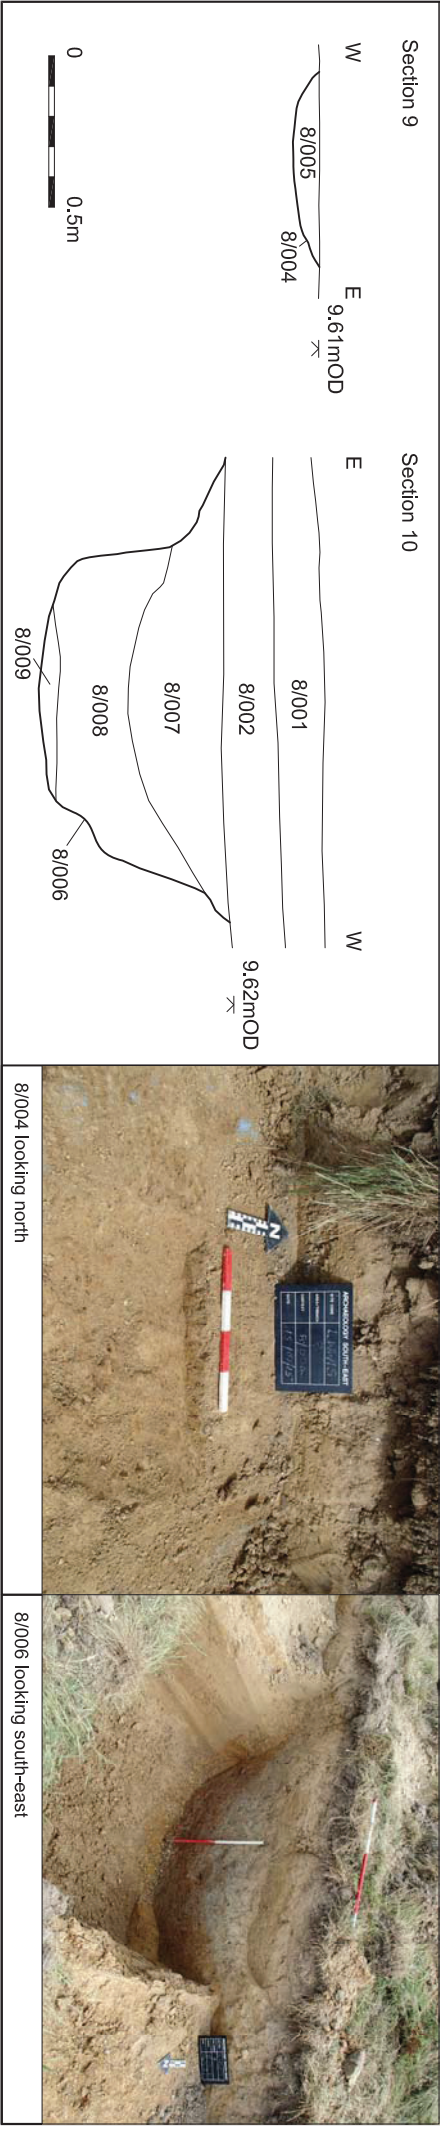 Section 9
W
E
9.61mOD
8/005
8/004
0
0.5m
Section 10
E
W
8/001
8/002
9.62mOD
8/007
8/008
8/009
8/006
ARCHAEOLOGY SOUTH-EAST
N
8/004 looking north
8/006 looking south-east